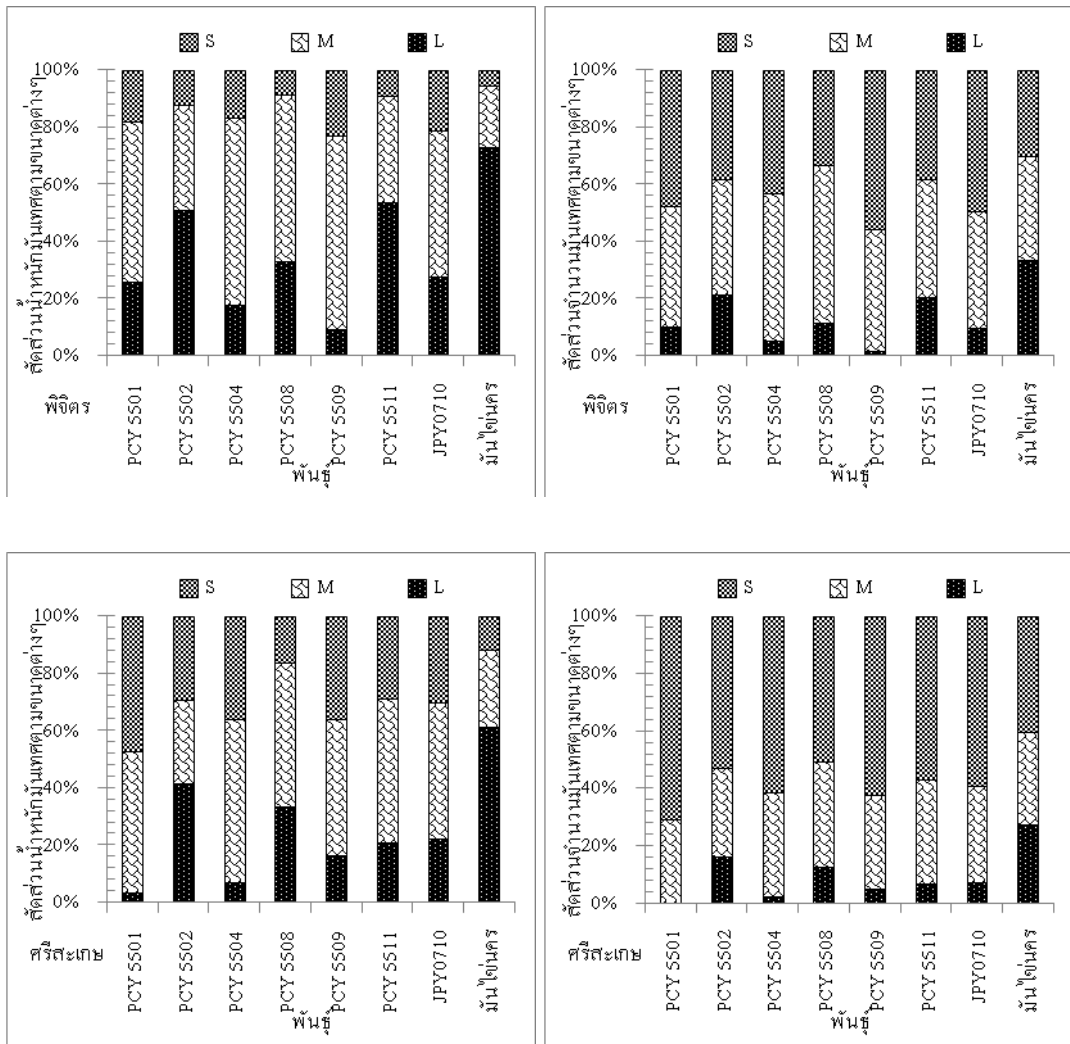 S M L
สัดส่วนน้ำหนักมันเทศตามขนาดต่างๆ
100%
80%
60%
40%
20%
0%
พิจิตร
PCY 5501
PCY 5502
PCY 5504
PCY 5508
PCY 5509
PCY 5511
JPY0710
มันไข่นคร
พันธุ์
S M L
สัดส่วนจำนวนมันเทศตามขนาดต่างๆ
100%
80%
60%
40%
20%
0%
พิจิตร
PCY 5501
PCY 5502
PCY 5504
PCY 5508
PCY 5509
PCY 5511
JPY0710
มันไข่นคร
พันธุ์
S M L
สัดส่วนน้ำหนักมันเทศตามขนาดต่างๆ
100%
80%
60%
40%
20%
0%
ศรีสะเกษ
PCY 5501
PCY 5502
PCY 5504
PCY 5508
PCY 5509
PCY 5511
JPY0710
มันไข่นคร
พันธุ์
S M L
สัดส่วนจำนวนมันเทศตามขนาดต่างๆ
100%
80%
60%
40%
20%
0%
ศรีสะเกษ
PCY 5501
PCY 5502
PCY 5504
PCY 5508
PCY 5509
PCY 5511
JPY0710
มันไข่นคร
พันธุ์